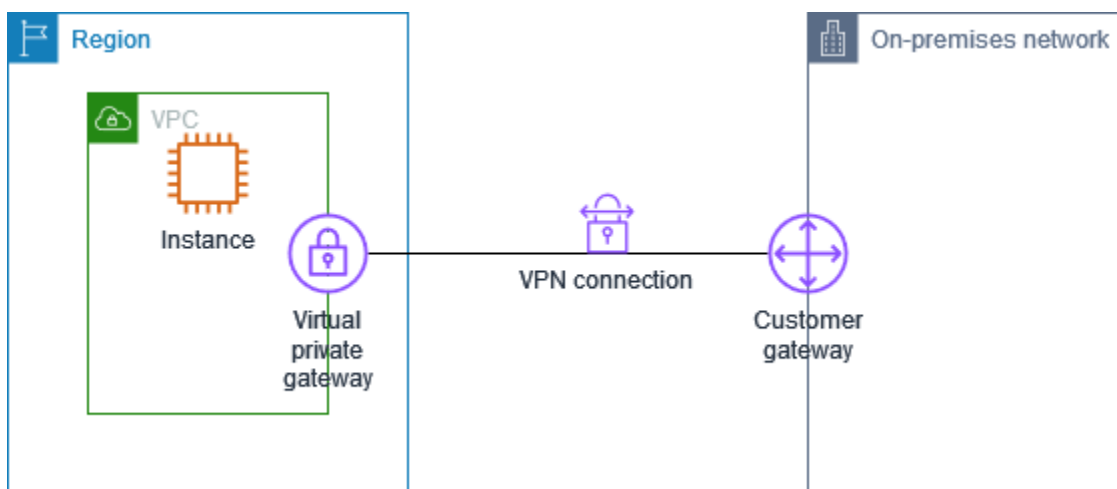 Region
On-premises network
VPC
Instance
VPN connection
Virtual
private
gateway
Customer
gateway